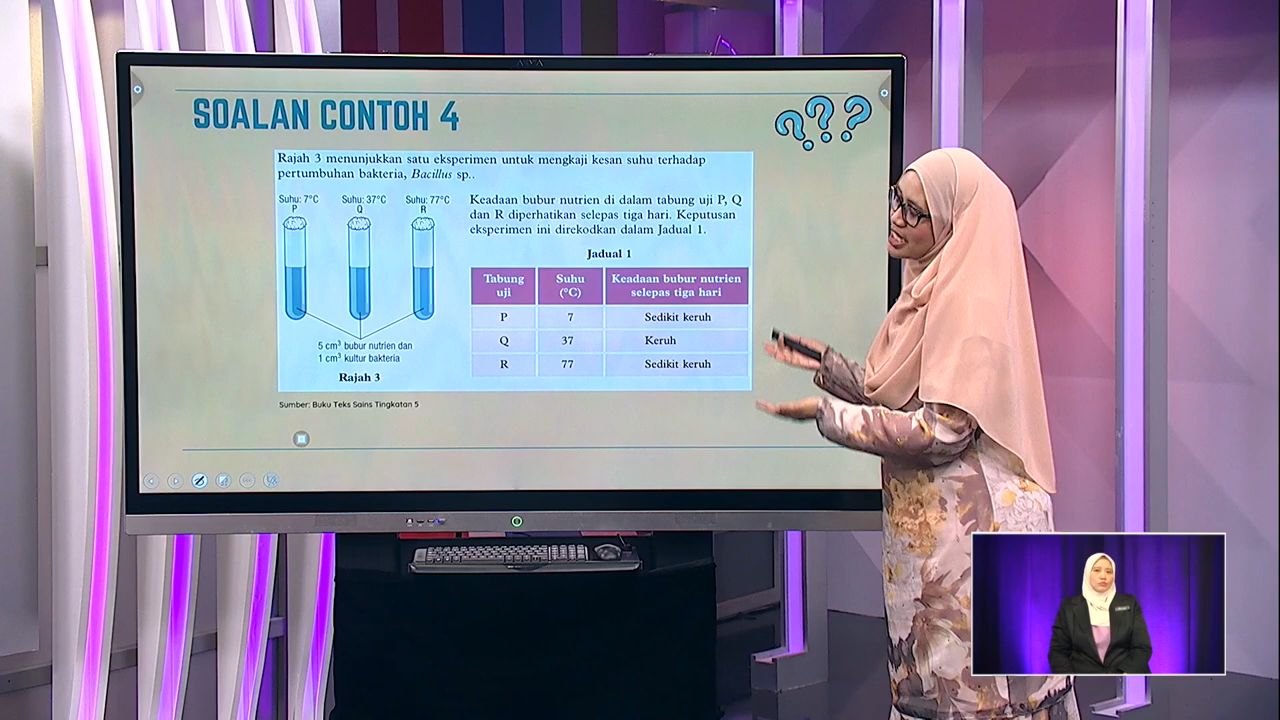 SOALAN CONTOH 4
???
Rajah 3 menunjukkan satu eksperimen untuk mengkaji kesan suhu terhadap
pertumbuhan bakteria, Bacillus sp..
Suhu: 7°C Suhu: 37°C Suhu: 77°C
P Q R
5 cm³ bubur nutrien dan
1 cm³ kultur bakteria
Rajah 3
Keadaan bubur nutrien di dalam tabung uji P, Q
dan R diperhatikan selepas tiga hari. Keputusan
eksperimen ini direkodkan dalam Jadual 1.
Jadual 1
Tabung uji Suhu (°C) Keadaan bubur nutrien selepas tiga hari
P 7 Sedikit keruh
Q 37 Keruh
R 77 Sedikit keruh
Sumber: Buku Teks Sains Tingkatan 5